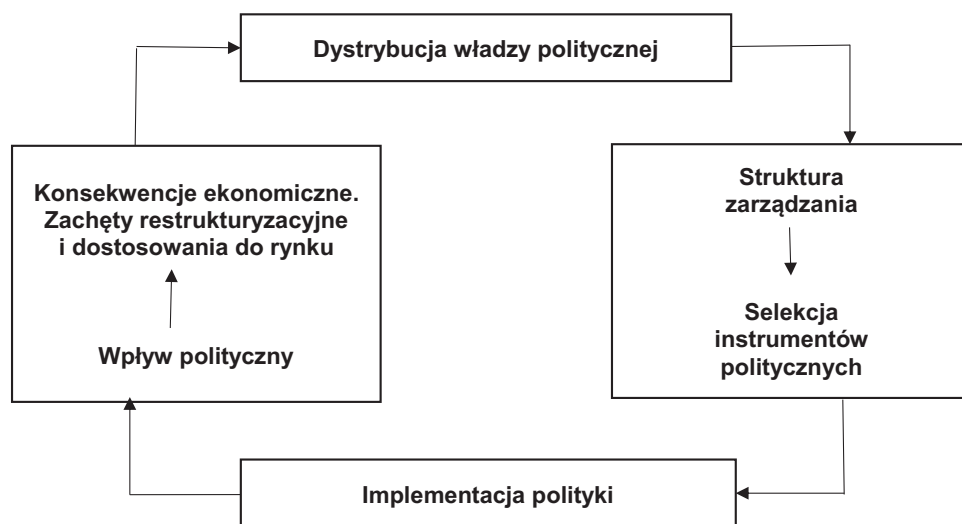 Dystrybucja władzy politycznej
Konsekwencje ekonomiczne.
Zachęty restrukturyzacyjne
i dostosowania do rynku
Wpływ polityczny
Struktura
zarządzania
Selekcja
instrumentów
politycznych
Implementacja polityki